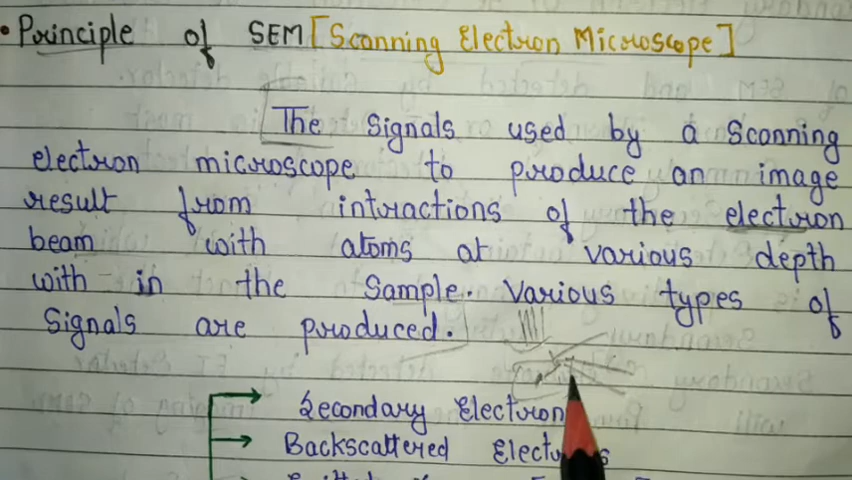 • Principle of SEM [Scanning Electron Microscope]
The Signals used by a Scanning
electron microscope to produce an image
result from intractions of the electron
beam with atoms at various depth
with in the Sample. Various types of
Signals are produced.
Secondary Electron
Backscattered